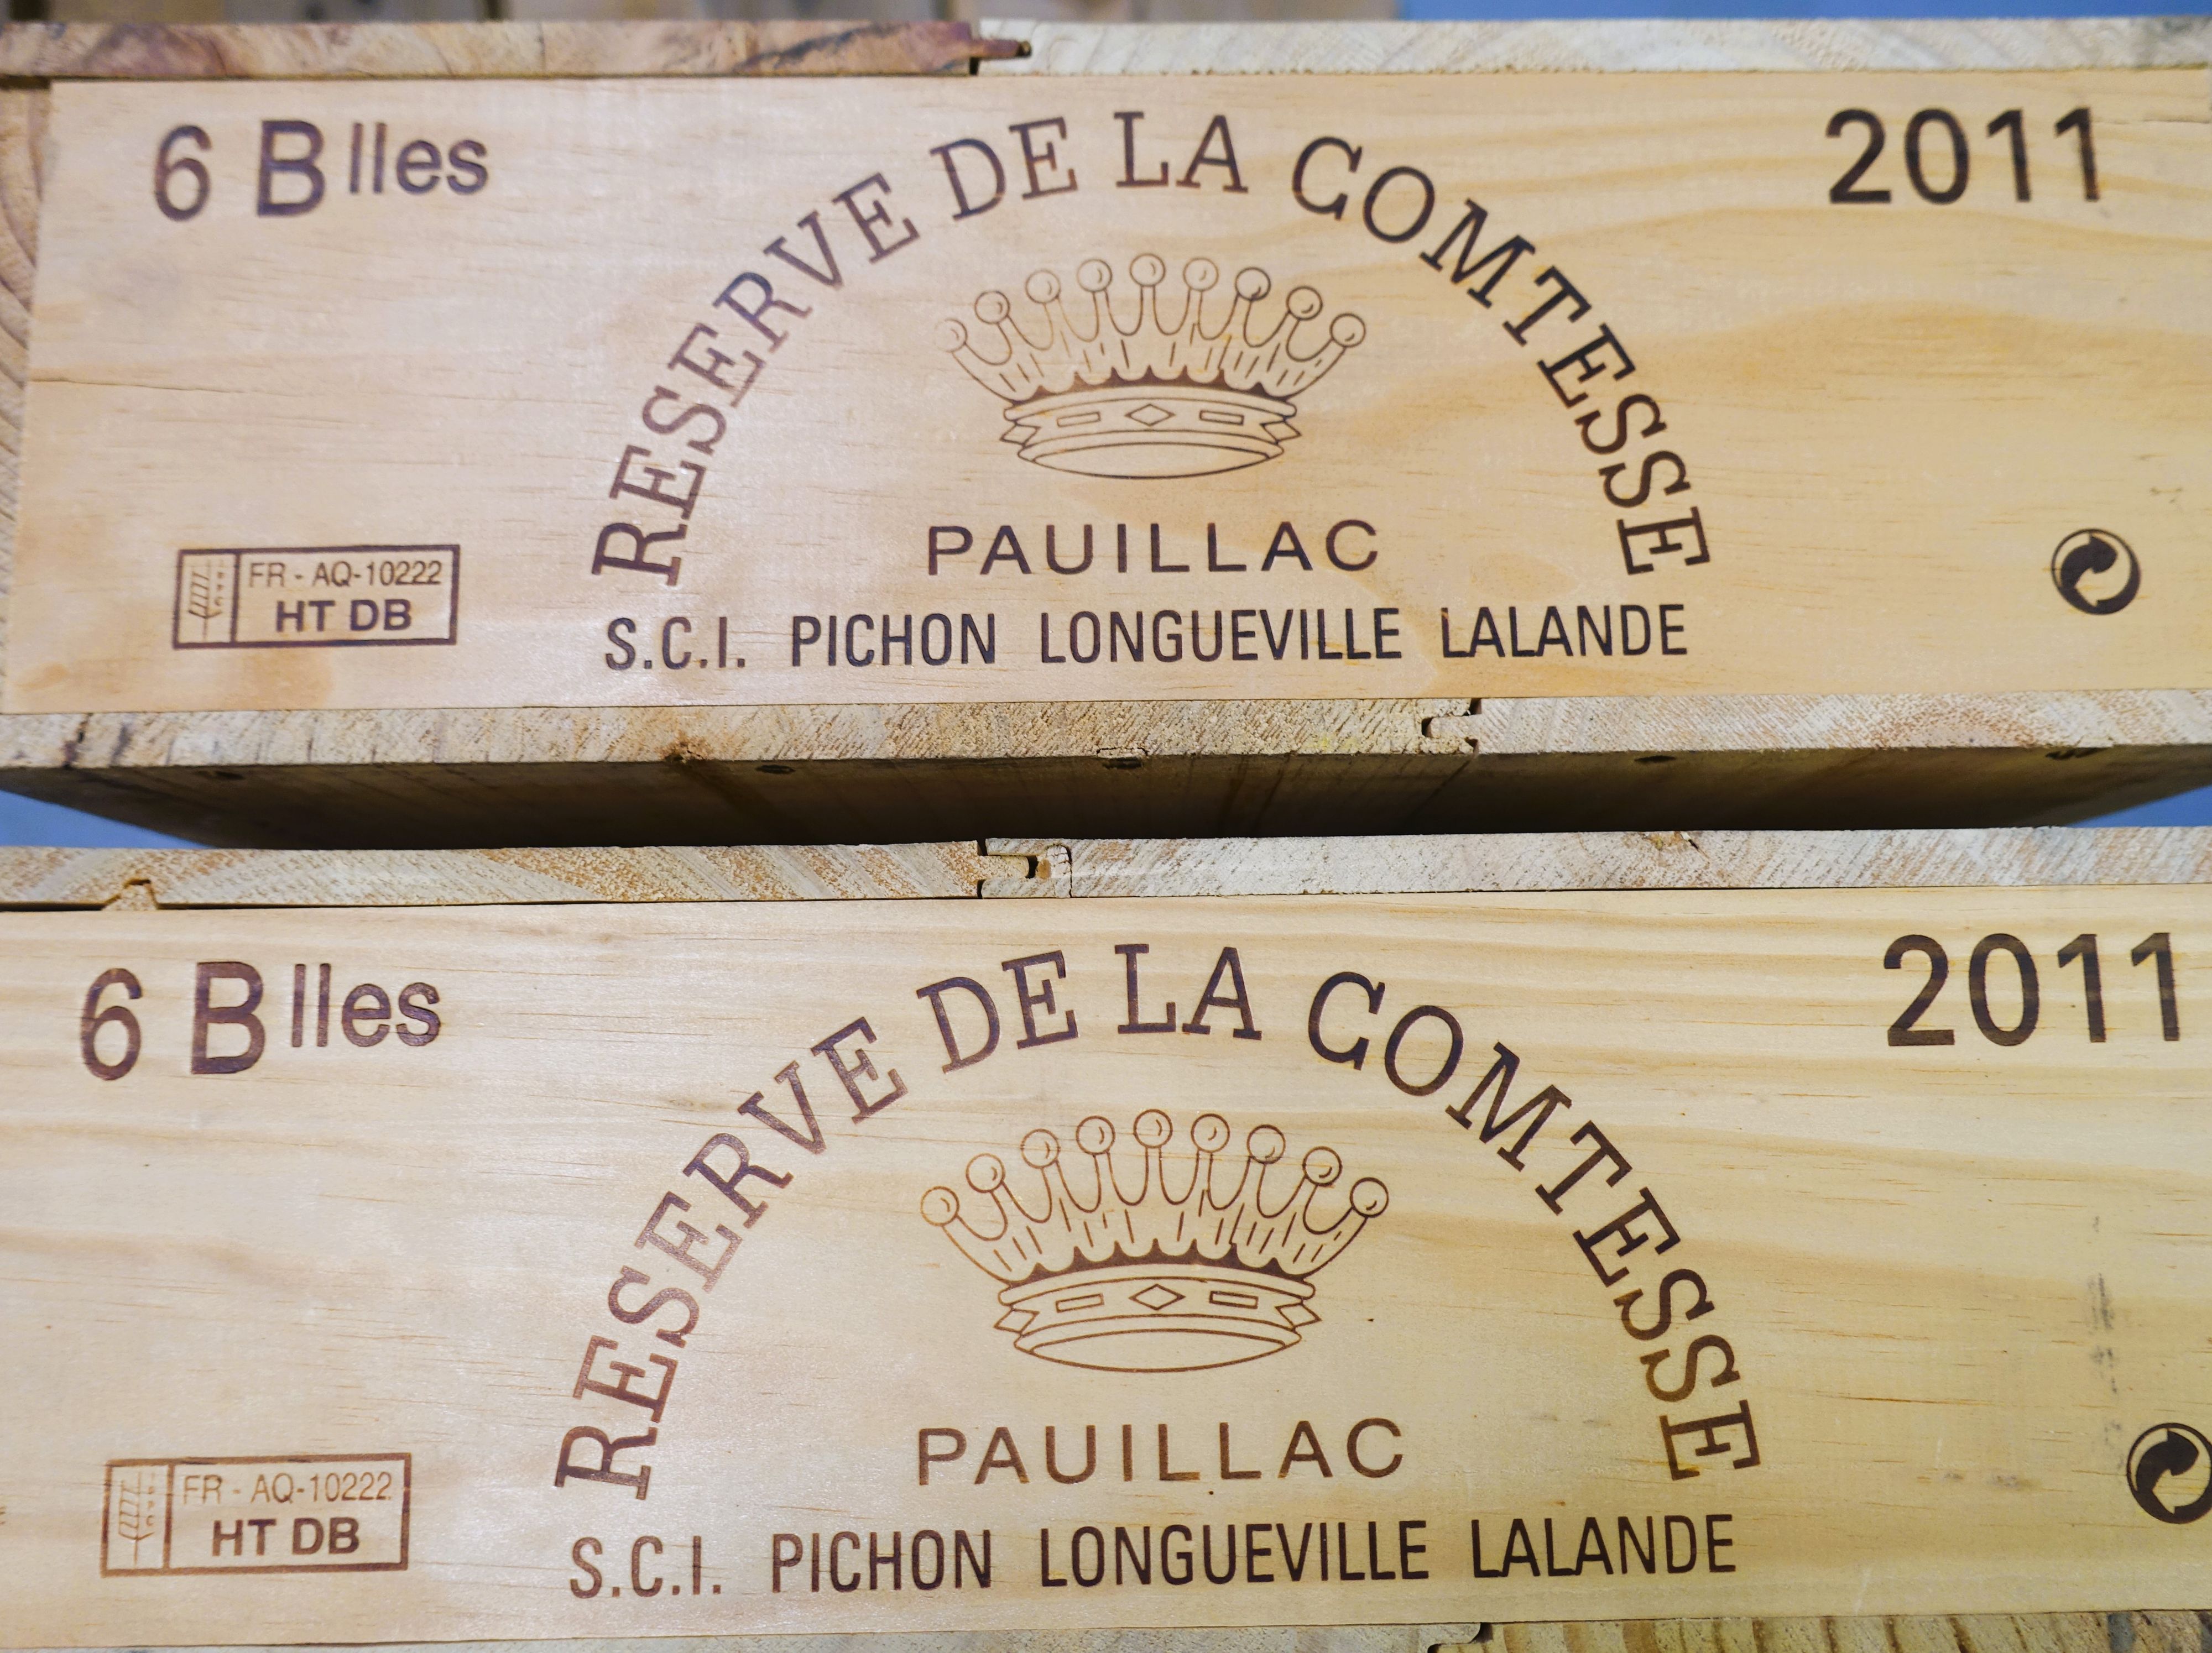 6 Blles
RESERVE DE LA COMTESSE
2011
PAUILLAC
FR - AQ-10222
HT DB
S.C.I. PICHON LONGUEVILLE LALANDE
6 Blles
RESERVE DE LA COMTESSE
2011
PAUILLAC
FR - AQ-10222
HT DB
S.C.I. PICHON LONGUEVILLE LALANDE